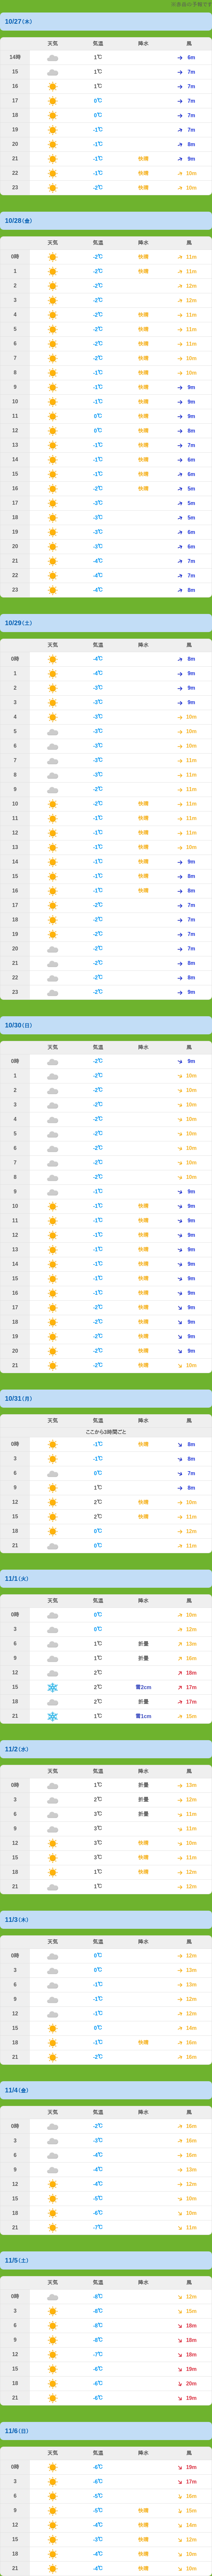 10/27(木)
天気 気温 降水 風
14時 1℃ 6m
15 1℃ 7m
16 1℃ 7m
17 0℃ 7m
18 0℃ 7m
19 -1℃ 7m
20 -1℃ 8m
21 -1℃ 快晴 9m
22 -1℃ 快晴 10m
23 -2℃ 快晴 10m
10/28(金)
天気 気温 降水 風
0時 -2℃ 快晴 11m
1 -2℃ 快晴 11m
2 -2℃ 12m
3 -2℃ 12m
4 -2℃ 快晴 11m
5 -2℃ 快晴 11m
6 -2℃ 快晴 11m
7 -2℃ 快晴 10m
8 -1℃ 快晴 10m
9 -1℃ 快晴 9m
10 -1℃ 快晴 9m
11 0℃ 快晴 9m
12 0℃ 快晴 8m
13 -1℃ 快晴 7m
14 -1℃ 快晴 6m
15 -1℃ 快晴 6m
16 -2℃ 快晴 5m
17 -3℃ 5m
18 -3℃ 5m
19 -3℃ 6m
20 -3℃ 6m
21 -4℃ 7m
22 -4℃ 7m
23 -4℃ 8m
10/29(土)
天気 気温 降水 風
0時 -4℃ 8m
1 -4℃ 9m
2 -3℃ 9m
3 -3℃ 9m
4 -3℃ 10m
5 -3℃ 10m
6 -3℃ 10m
7 -3℃ 11m
8 -3℃ 11m
9 -2℃ 11m
10 -2℃ 快晴 11m
11 -1℃ 快晴 11m
12 -1℃ 快晴 11m
13 -1℃ 快晴 10m
14 -1℃ 快晴 9m
15 -1℃ 快晴 8m
16 -1℃ 快晴 8m
17 -2℃ 7m
18 -2℃ 7m
19 -2℃ 7m
20 -2℃ 7m
21 -2℃ 8m
22 -2℃ 8m
23 -2℃ 9m
10/30(日)
天気 気温 降水 風
0時 -2℃ 9m
1 -2℃ 10m
2 -2℃ 10m
3 -2℃ 10m
4 -2℃ 10m
5 -2℃ 10m
6 -2℃ 10m
7 -2℃ 10m
8 -2℃ 10m
9 -1℃ 9m
10 -1℃ 快晴 9m
11 -1℃ 快晴 9m
12 -1℃ 快晴 9m
13 -1℃ 快晴 9m
14 -1℃ 快晴 9m
15 -1℃ 快晴 9m
16 -1℃ 快晴 9m
17 -2℃ 快晴 9m
18 -2℃ 快晴 9m
19 -2℃ 快晴 9m
20 -2℃ 快晴 9m
21 -2℃ 快晴 10m
10/31(月)
天気 気温 降水 風
ここから3時間ごと
0時 -1℃ 快晴 8m
3 -1℃ 8m
6 0℃ 7m
9 1℃ 8m
12 2℃ 快晴 10m
15 2℃ 快晴 11m
18 0℃ 12m
21 0℃ 11m
11/1(火)
天気 気温 降水 風
0時 0℃ 10m
3 0℃ 12m
6 1℃ 13m
9 1℃ 16m
12 2℃ 18m
15 2℃ 雪2cm 17m
18 2℃ 17m
21 1℃ 雪1cm 15m
11/2(水)
天気 気温 降水 風
0時 1℃ 13m
3 2℃ 12m
6 3℃ 11m
9 3℃ 11m
12 3℃ 快晴 10m
15 3℃ 快晴 11m
18 1℃ 快晴 12m
21 1℃ 12m
11/3(木)
天気 気温 降水 風
0時 0℃ 12m
3 0℃ 13m
6 -1℃ 13m
9 -1℃ 12m
12 -1℃ 12m
15 0℃ 14m
18 -1℃ 快晴 16m
21 -2℃ 16m
11/4(金)
天気 気温 降水 風
0時 -2℃ 16m
3 -3℃ 16m
6 -4℃ 16m
9 -4℃ 13m
12 -4℃ 12m
15 -5℃ 10m
18 -6℃ 10m
21 -7℃ 11m
11/5(土)
天気 気温 降水 風
0時 -8℃ 12m
3 -8℃ 15m
6 -8℃ 18m
9 -8℃ 18m
12 -7℃ 18m
15 -6℃ 19m
18 -6℃ 20m
21 -6℃ 19m
11/6(日)
天気 気温 降水 風
0時 -6℃ 19m
3 -6℃ 17m
6 -5℃ 16m
9 -5℃ 快晴 15m
12 -4℃ 快晴 14m
15 -3℃ 快晴 12m
18 -4℃ 快晴 10m
21 -4℃ 快晴 10m